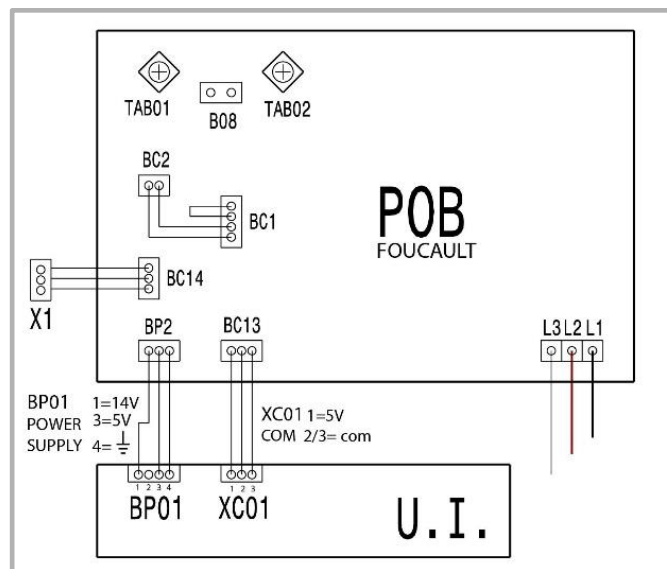 TAB01
TAB02
B08
BC2
BC1
POB
FOUCAULT
BC14
X1
BP2
BC13
L3 L2 L1
BP01 1=14V
POWER 3=5V
SUPPLY 4=
XC01 1=5V
COM 2/3= com
1 2 3 4
1 2 3
BP01
XC01
U.I.